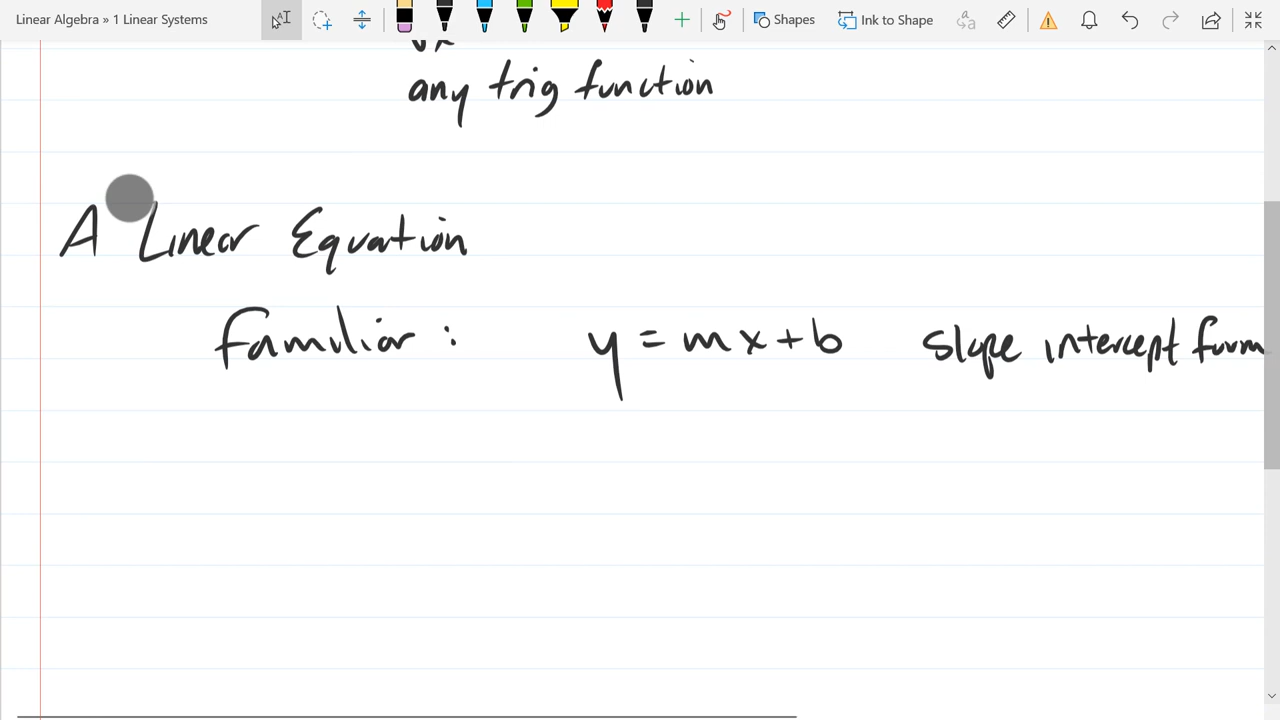 Linear Algebra » 1 Linear Systems
Shapes
Ink to Shape
any trig function
A Linear Equation
familiar : y = mx + b slope intercept form